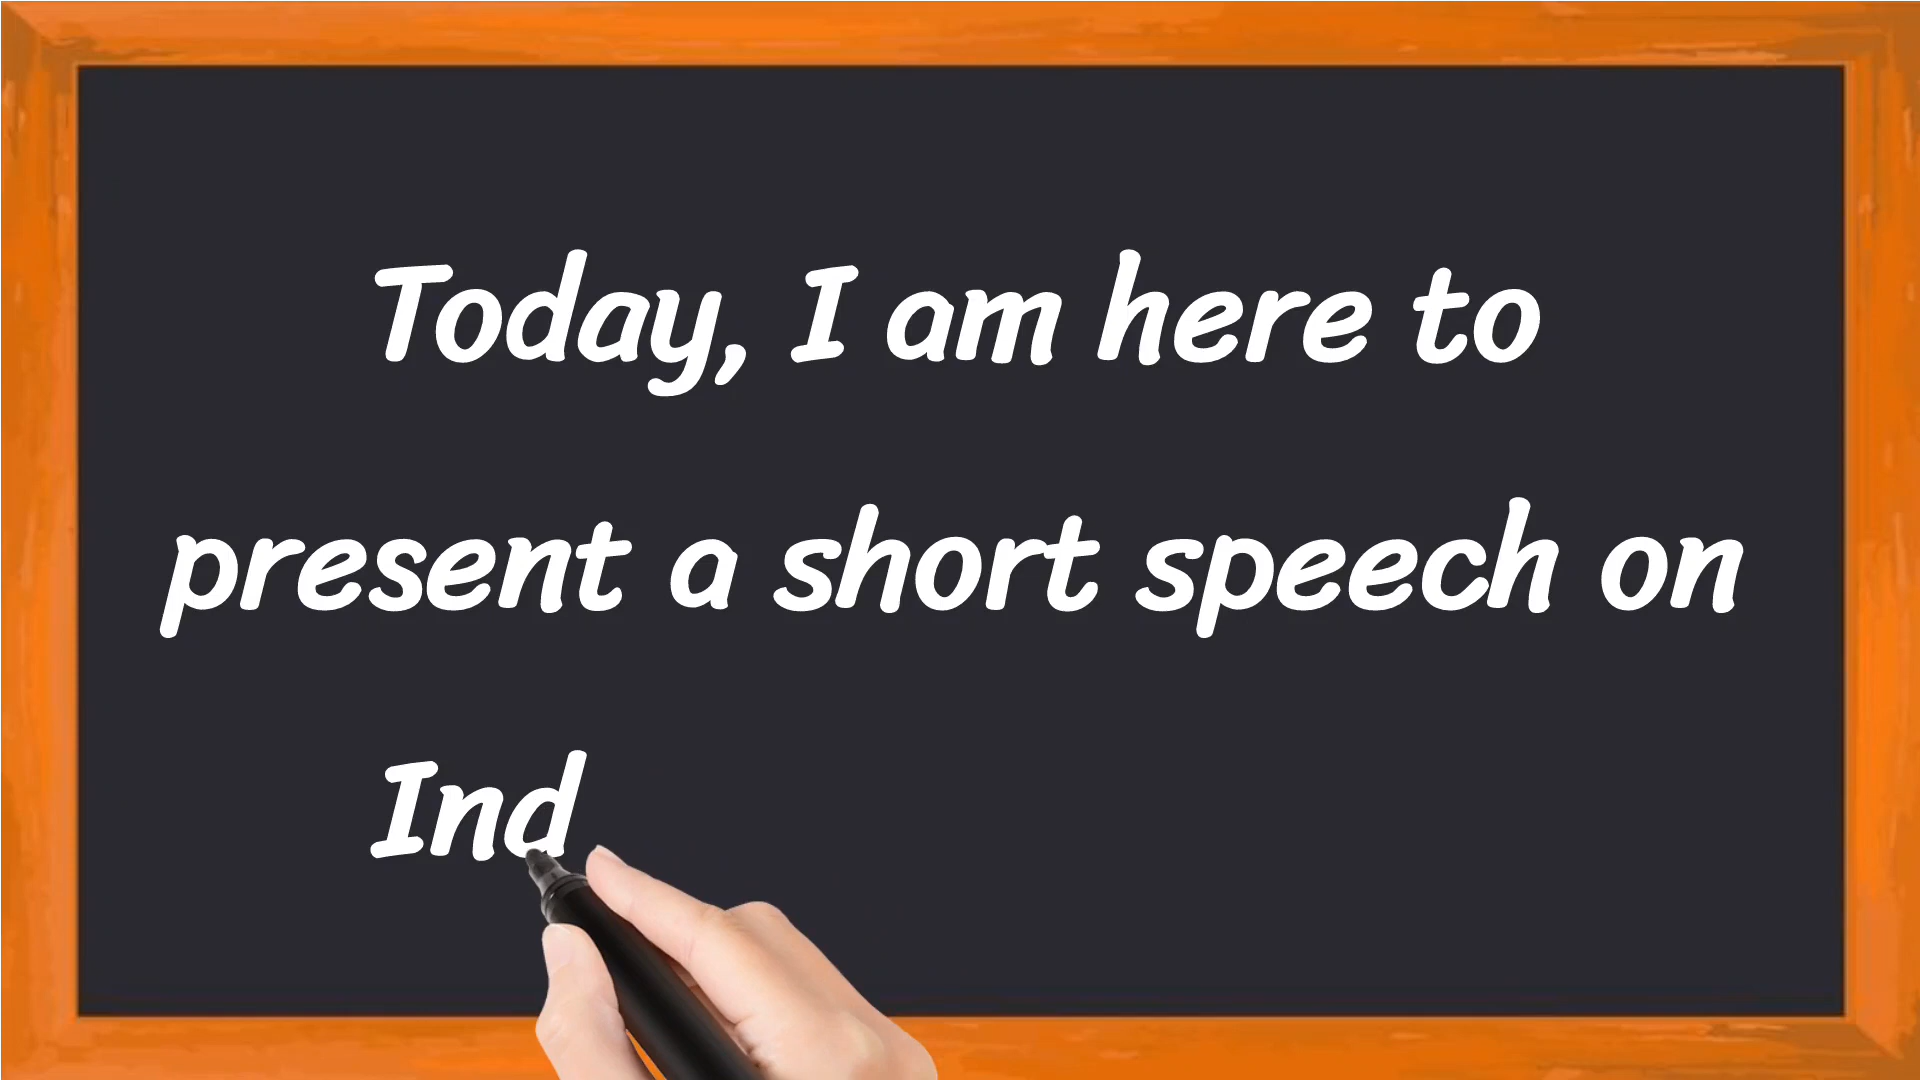 Today, I am here to
present a short speech on
Ind